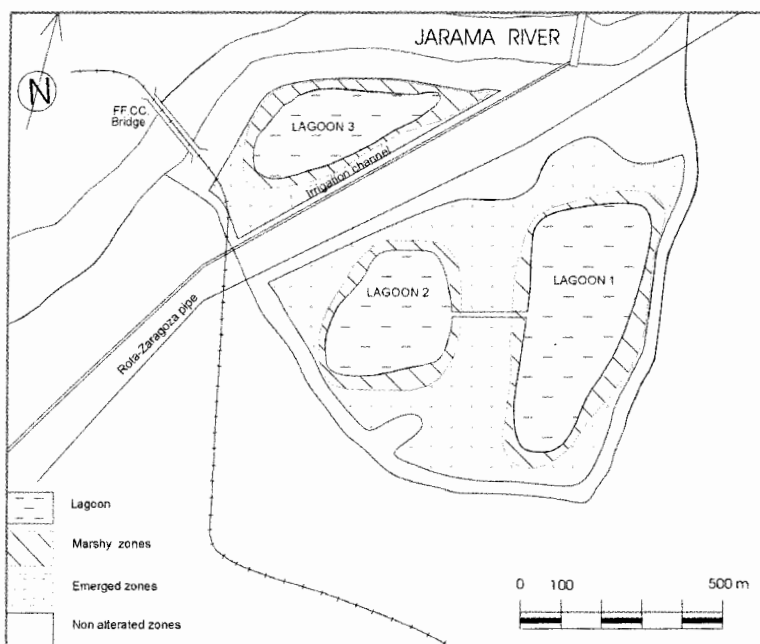 JARAMA RIVER
N
FF.CC.
Bridge
LAGOON 3
Irrigation channel
LAGOON 2
LAGOON 1
Rota-Zaragoza pipe
Lagoon
Marshy zones
Emerged zones
Non alterated zones
0 100 500 m